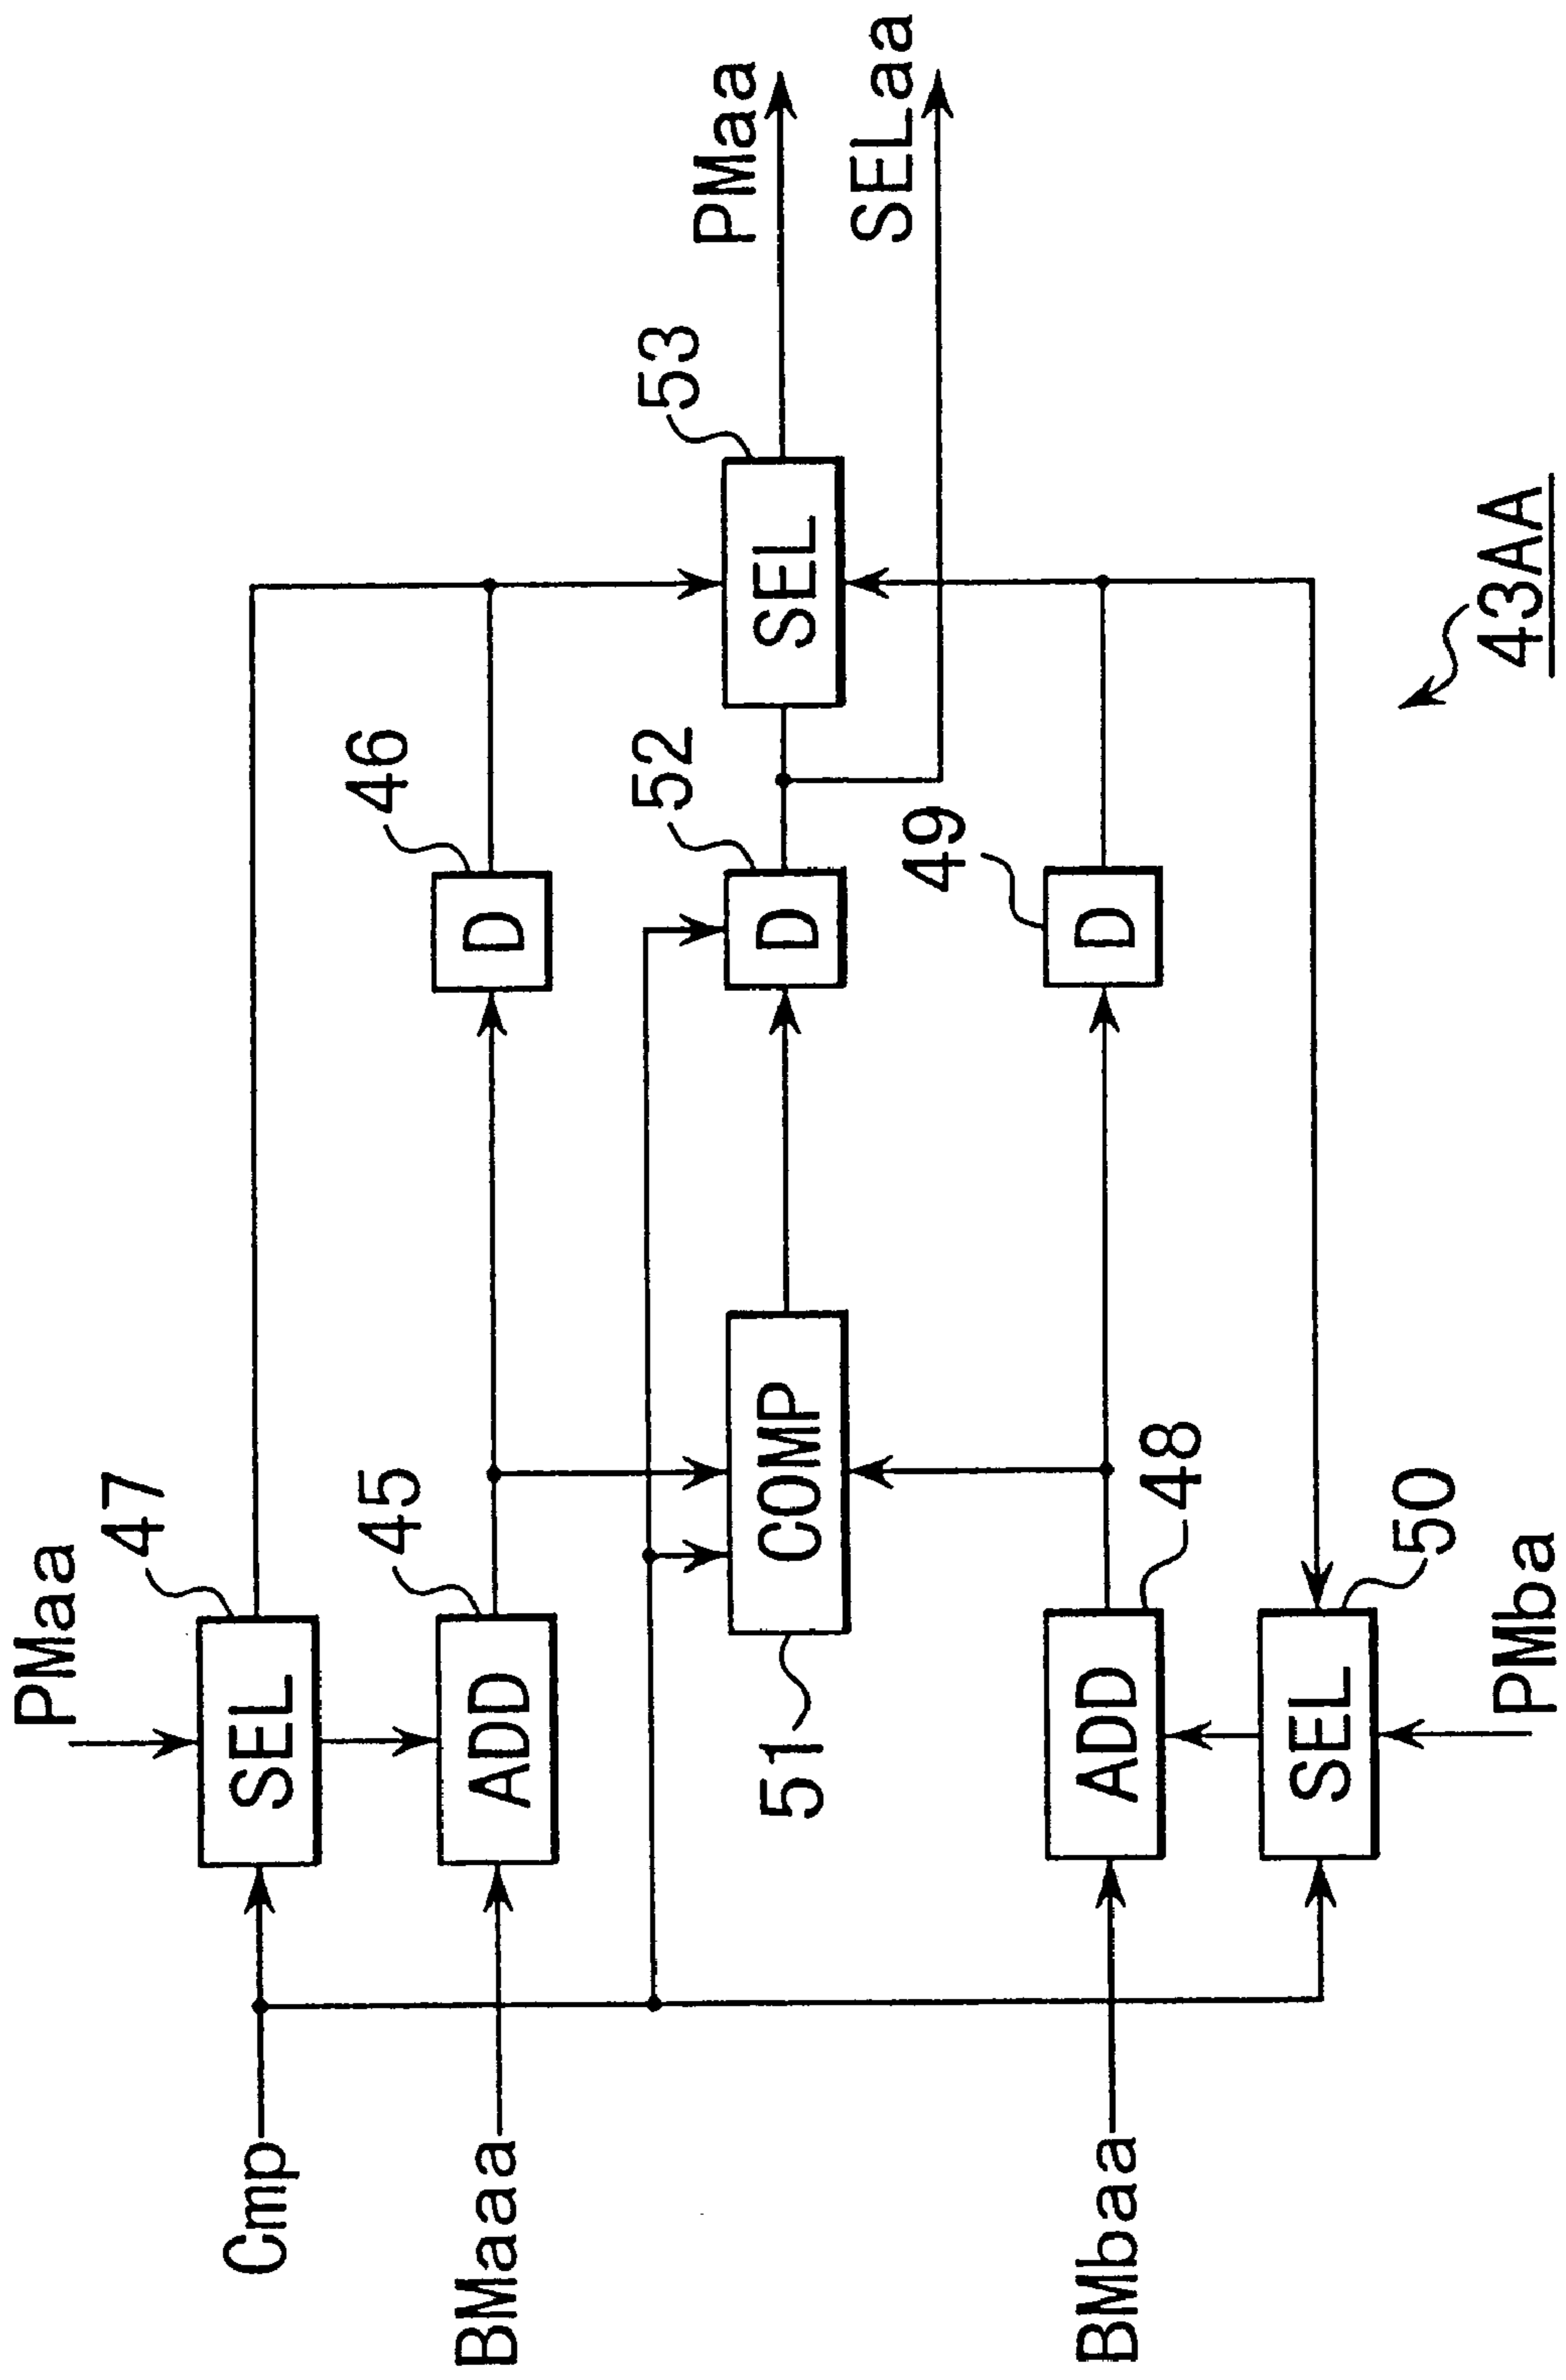 PMaa
47
SEL
Cmp
45
46
ADD
D
BMaaa
53
PMaa
52
SEL
D
COMP
51
SELaa
49
D
48
ADD
BMbaa
SEL
50
PMba
43AA